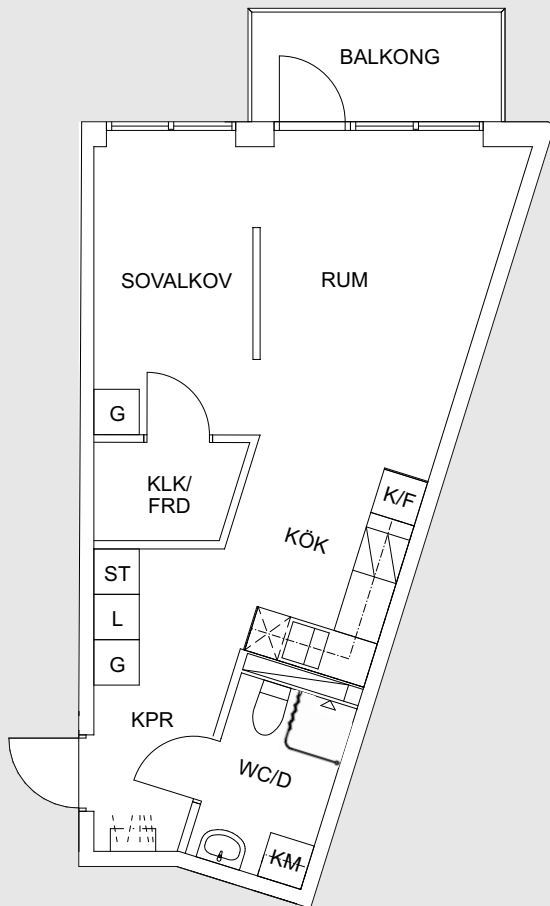 BALKONG
SOVALKOV
RUM
G
KLK/
FRD
K/F
KÖK
ST
L
G
KPR
WC/D
KM